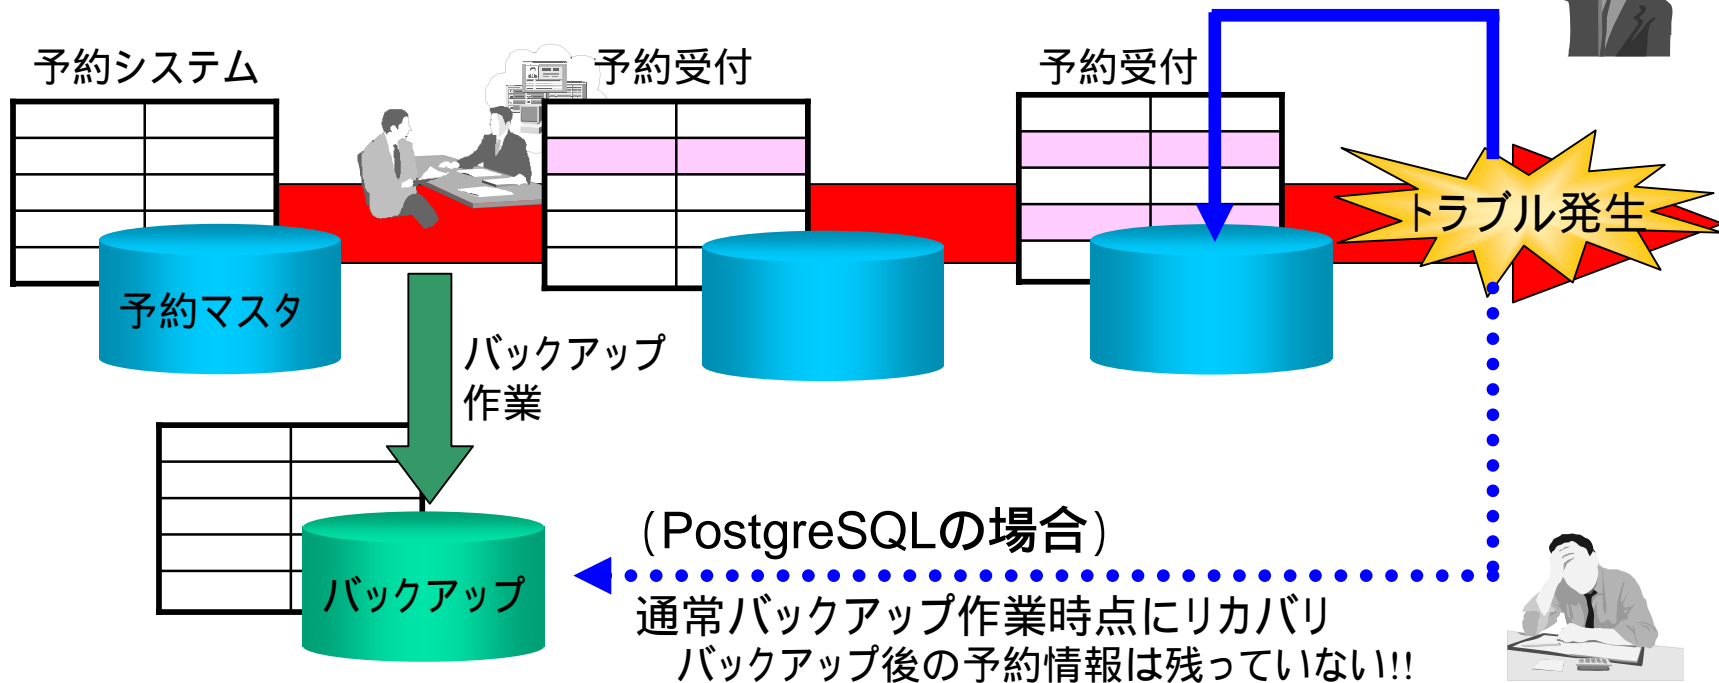 予約システム
予約受付
予約受付
トラブル発生
予約マスタ
バックアップ
作業
(PostgreSQLの場合)
バックアップ
通常バックアップ作業時点にリカバリ
バックアップ後の予約情報は残っていない!!